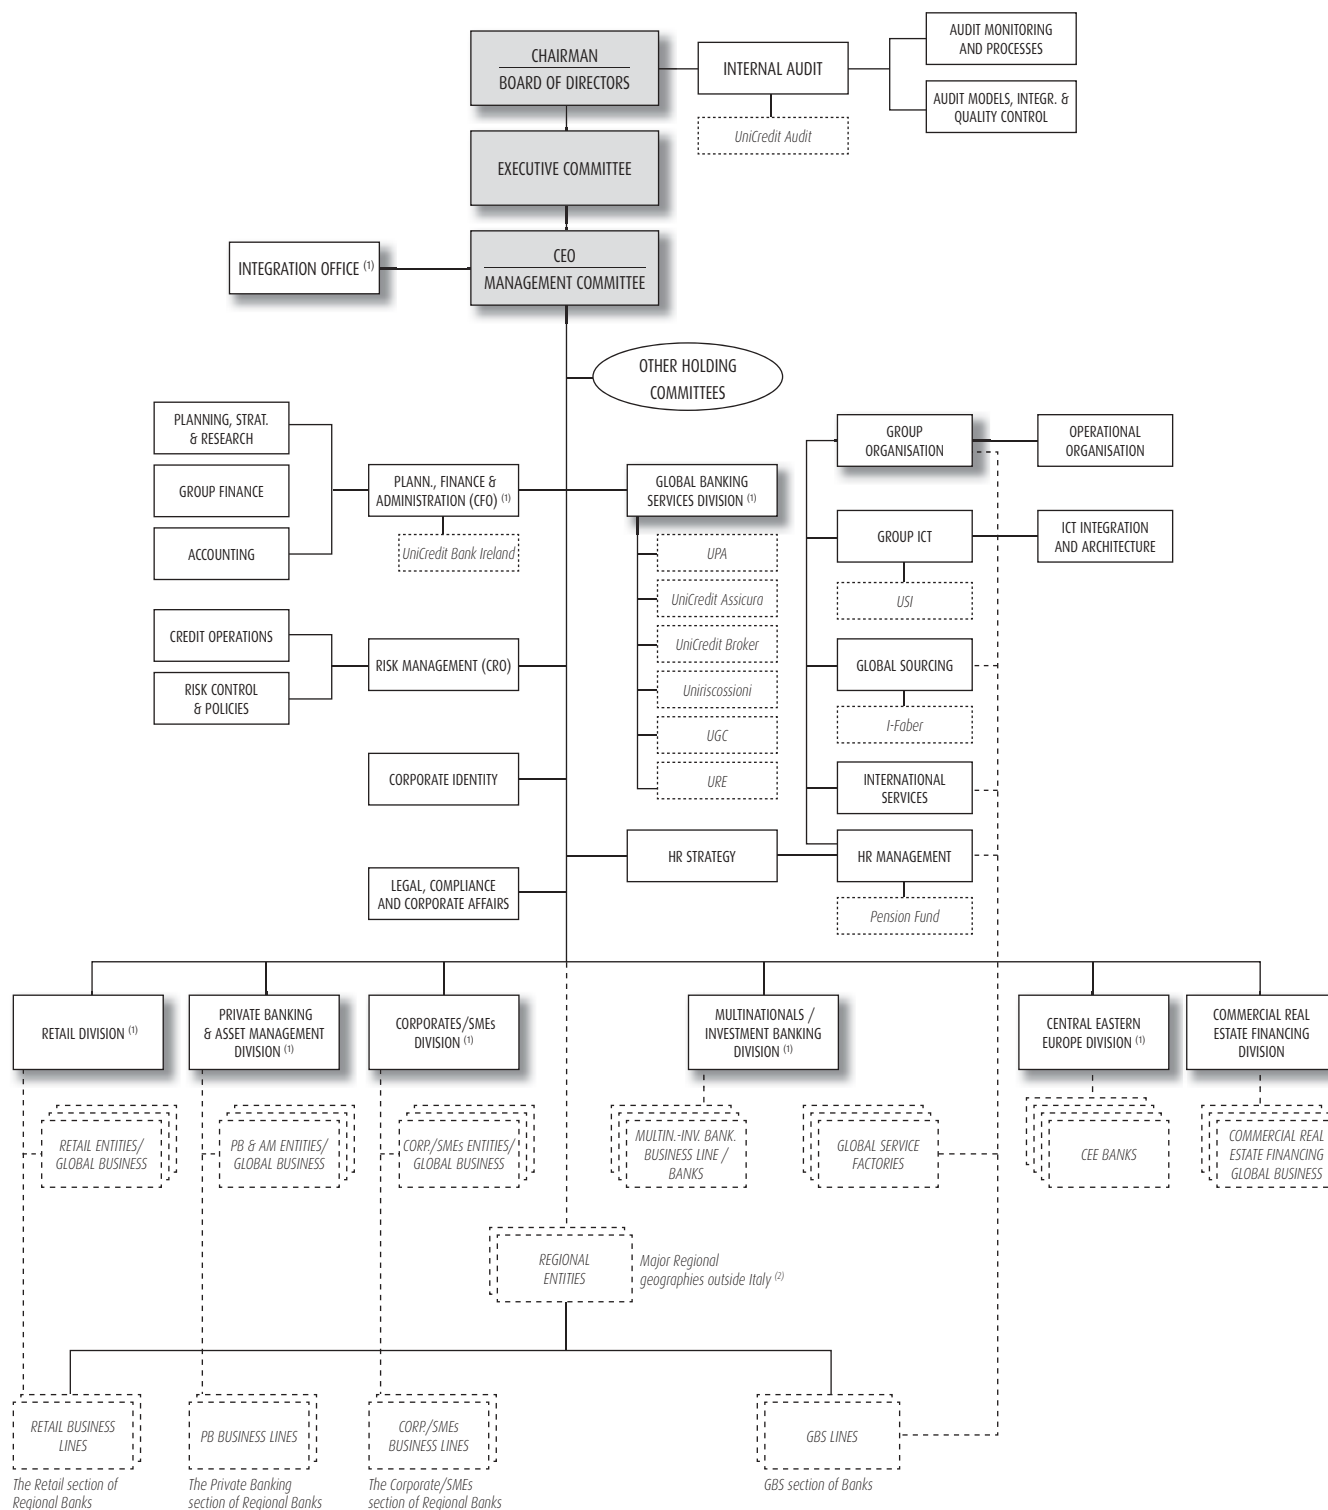 CHAIRMAN
BOARD OF DIRECTORS
INTERNAL AUDIT
AUDIT MONITORING
AND PROCESSES
AUDIT MODELS, INTEGR. &
QUALITY CONTROL
UniCredit Audit
EXECUTIVE COMMITTEE
INTEGRATION OFFICE (1)
CEO
MANAGEMENT COMMITTEE
OTHER HOLDING
COMMITTEES
PLANNING, STRAT.
& RESEARCH
GROUP FINANCE
ACCOUNTING
PLANN., FINANCE &
ADMINISTRATION (CFO) (1)
UniCredit Bank Ireland
GLOBAL BANKING
SERVICES DIVISION (1)
UPA
UniCredit Assicura
UniCredit Broker
Uniriscossioni
UGC
URE
GROUP
ORGANISATION
OPERATIONAL
ORGANISATION
GROUP ICT
ICT INTEGRATION
AND ARCHITECTURE
USI
GLOBAL SOURCING
I-Faber
INTERNATIONAL
SERVICES
CREDIT OPERATIONS
RISK CONTROL
& POLICIES
RISK MANAGEMENT (CRO)
CORPORATE IDENTITY
HR STRATEGY
HR MANAGEMENT
Pension Fund
LEGAL, COMPLIANCE
AND CORPORATE AFFAIRS
RETAIL DIVISION (1)
PRIVATE BANKING
& ASSET MANAGEMENT
DIVISION (1)
CORPORATES/SMEs
DIVISION (1)
MULTINATIONALS /
INVESTMENT BANKING
DIVISION (1)
CENTRAL EASTERN
EUROPE DIVISION (1)
COMMERCIAL REAL
ESTATE FINANCING
DIVISION
RETAIL ENTITIES/
GLOBAL BUSINESS
PB & AM ENTITIES/
GLOBAL BUSINESS
CORP./SMEs ENTITIES/
GLOBAL BUSINESS
MULTIN.-INV. BANK.
BUSINESS LINE /
BANKS
GLOBAL SERVICE
FACTORIES
CEE BANKS
COMMERCIAL REAL
ESTATE FINANCING
GLOBAL BUSINESS
REGIONAL
ENTITIES
Major Regional
geographies outside Italy (2)
RETAIL BUSINESS
LINES
PB BUSINESS LINES
CORP./SMEs
BUSINESS LINES
GBS LINES
The Retail section of
Regional Banks
The Private Banking
section of Regional Banks
The Corporate/SMEs
section of Regional Banks
GBS section of Banks